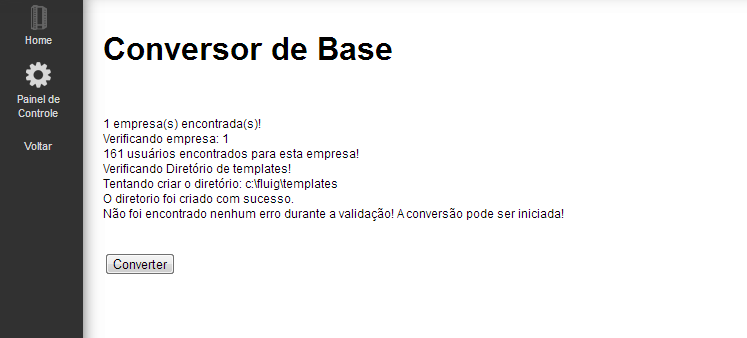 Home
Painel de
Controle
Voltar
Conversor de Base
1 empresa(s) encontrada(s)!
Verificando empresa: 1
161 usuários encontrados para esta empresa!
Verificando Diretório de templates!
Tentando criar o diretório: c:\fluig\templates
O diretorio foi criado com sucesso.
Não foi encontrado nenhum erro durante a validação! A conversão pode ser iniciada!
Converter